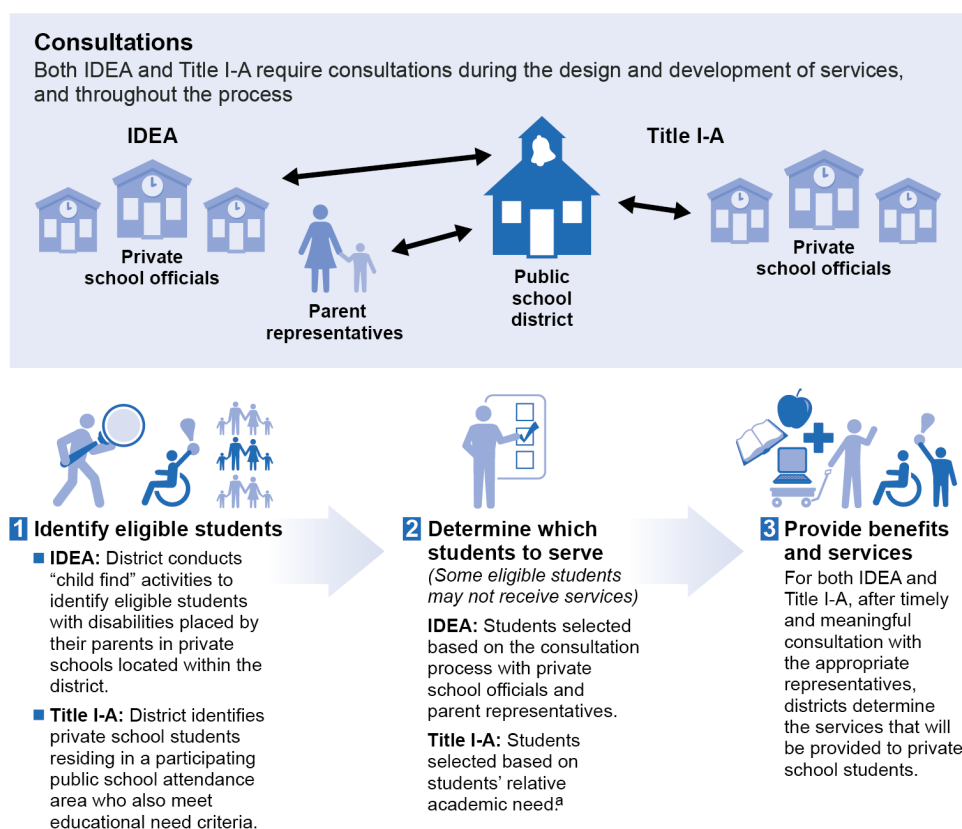 Consultations
Both IDEA and Title I-A require consultations during the design and development of services,
and throughout the process
IDEA
Title I-A
Private
school officials
Parent
representatives
Public
school
district
Private
school officials
1 Identify eligible students
IDEA: District conducts
“child find” activities to
identify eligible students
with disabilities placed by
their parents in private
schools located within the
district.
Title I-A: District identifies
private school students
residing in a participating
public school attendance
area who also meet
educational need criteria.
2 Determine which
students to serve
(Some eligible students
may not receive services)
IDEA: Students selected
based on the consultation
process with private
school officials and
parent representatives.
Title I-A: Students
selected based on
students’ relative
academic need.a
3 Provide benefits
and services
For both IDEA and
Title I-A, after timely
and meaningful
consultation with
the appropriate
representatives,
districts determine
the services that will
be provided to private
school students.